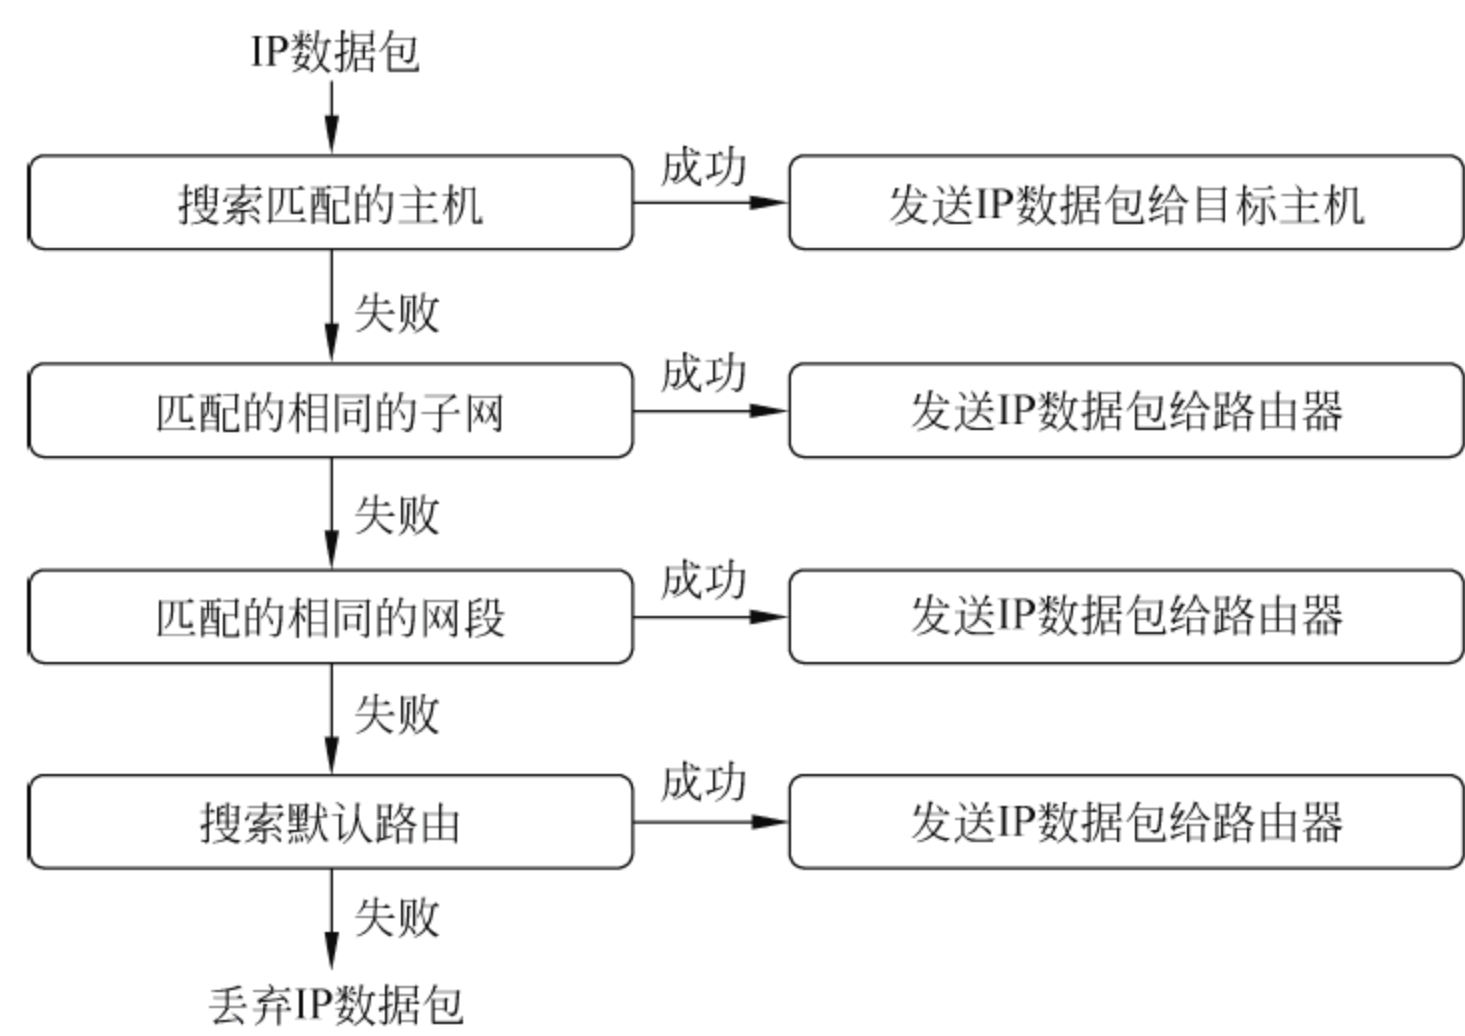 IP数据包
搜索匹配的主机
成功
发送IP数据包给目标主机
失败
匹配的相同的子网
成功
发送IP数据包给路由器
失败
匹配的相同的网段
成功
发送IP数据包给路由器
失败
搜索默认路由
成功
发送IP数据包给路由器
失败
丢弃IP数据包